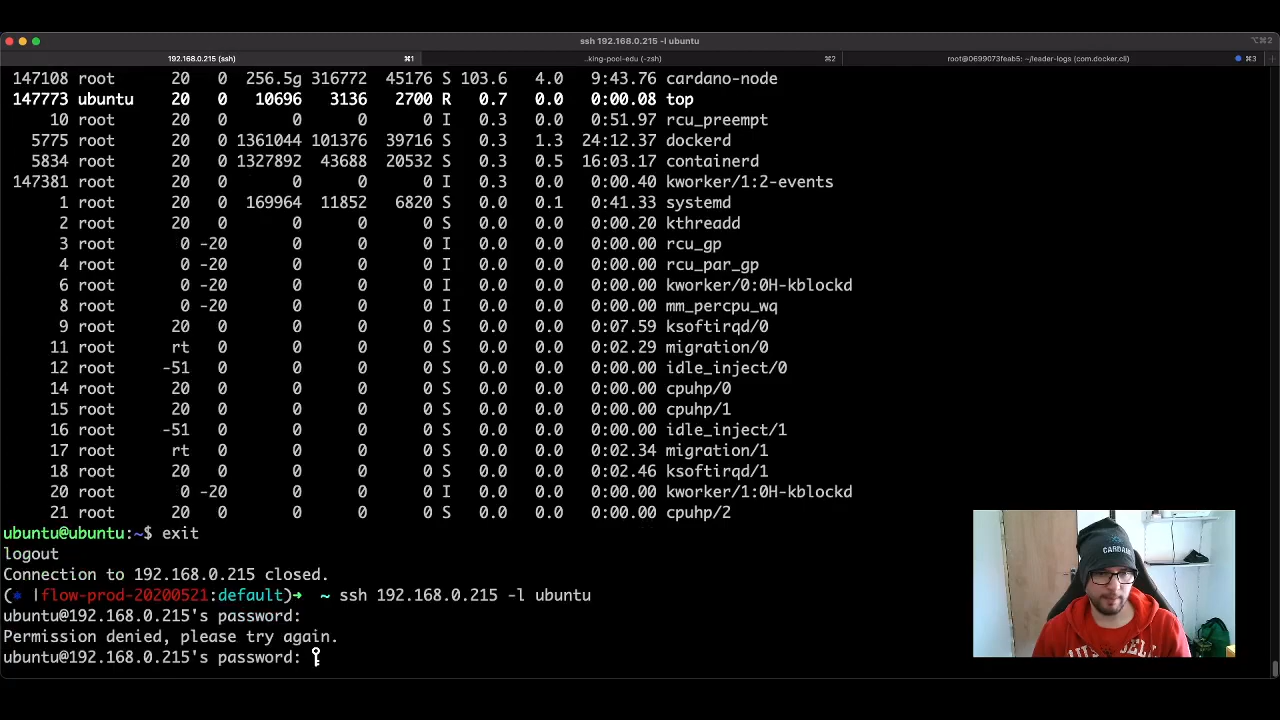 ssh 192.168.0.215 -l ubuntu
⌥⌘2
192.168.0.215 (ssh) ⌘1 ..king-pool-edu (-zsh) ⌘2 root@0699073feab5: ~/leader-logs (com.docker.cli) ⌘3
147108 root 20 0 256.5g 316772 45176 S 103.6 4.0 9:43.76 cardano-node
147773 ubuntu 20 0 10696 3136 2700 R 0.7 0.0 0:00.08 top
10 root 20 0 0 0 0 I 0.3 0.0 0:51.97 rcu_preempt
5775 root 20 0 1361044 101376 39716 S 0.3 1.3 24:12.37 dockerd
5834 root 20 0 1327892 43688 20532 S 0.3 0.5 16:03.17 containerd
147381 root 20 0 0 0 0 I 0.3 0.0 0:00.40 kworker/1:2-events
1 root 20 0 169964 11852 6820 S 0.0 0.1 0:41.33 systemd
2 root 20 0 0 0 0 S 0.0 0.0 0:00.20 kthreadd
3 root 0 -20 0 0 0 I 0.0 0.0 0:00.00 rcu_gp
4 root 0 -20 0 0 0 I 0.0 0.0 0:00.00 rcu_par_gp
6 root 0 -20 0 0 0 I 0.0 0.0 0:00.00 kworker/0:0H-kblockd
8 root 0 -20 0 0 0 I 0.0 0.0 0:00.00 mm_percpu_wq
9 root 20 0 0 0 0 S 0.0 0.0 0:07.59 ksoftirqd/0
11 root rt 0 0 0 0 S 0.0 0.0 0:02.29 migration/0
12 root -51 0 0 0 0 S 0.0 0.0 0:00.00 idle_inject/0
14 root 20 0 0 0 0 S 0.0 0.0 0:00.00 cpuhp/0
15 root 20 0 0 0 0 S 0.0 0.0 0:00.00 cpuhp/1
16 root -51 0 0 0 0 S 0.0 0.0 0:00.00 idle_inject/1
17 root rt 0 0 0 0 S 0.0 0.0 0:02.34 migration/1
18 root 20 0 0 0 0 S 0.0 0.0 0:02.46 ksoftirqd/1
20 root 0 -20 0 0 0 I 0.0 0.0 0:00.00 kworker/1:0H-kblockd
21 root 20 0 0 0 0 S 0.0 0.0 0:00.00 cpuhp/2
ubuntu@ubuntu:~$ exit
logout
Connection to 192.168.0.215 closed.
(* |flow-prod-20200521:default)➜ ~ ssh 192.168.0.215 -l ubuntu
ubuntu@192.168.0.215's password:
Permission denied, please try again.
ubuntu@192.168.0.215's password: